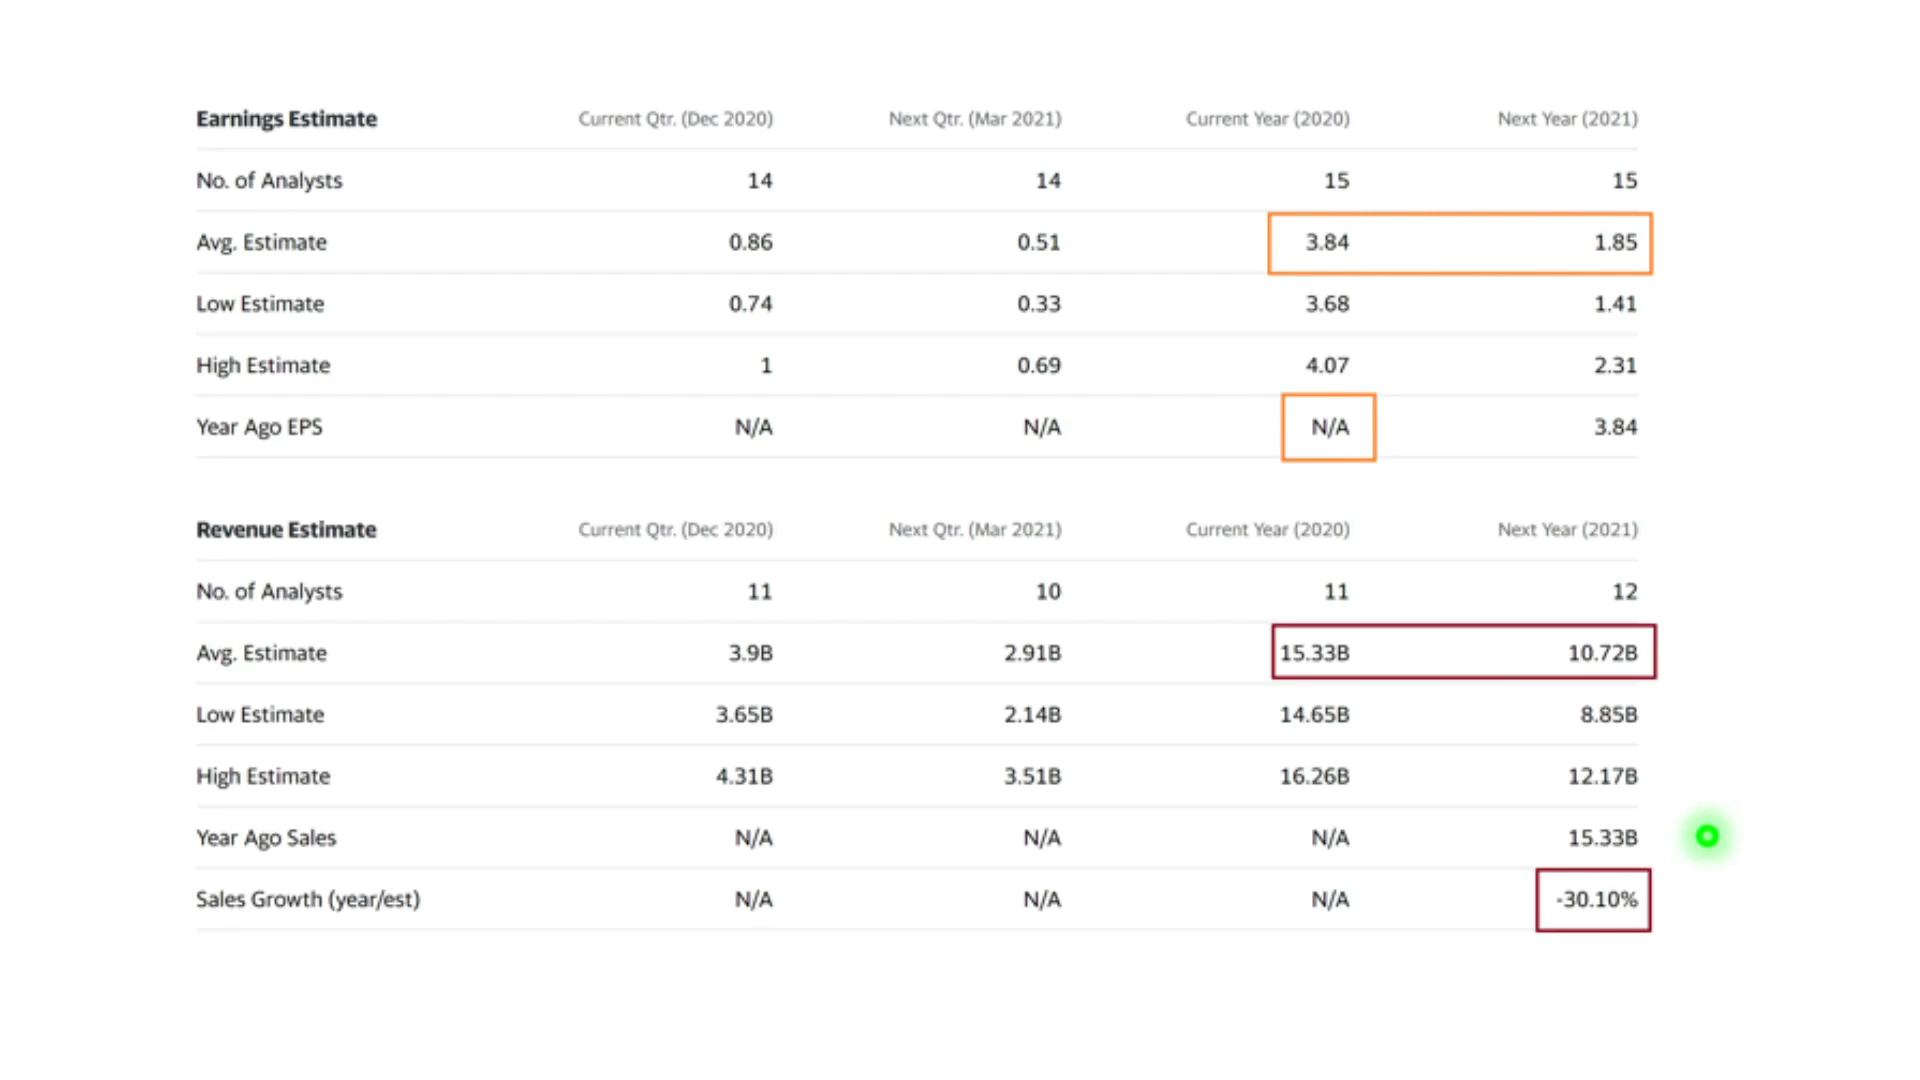 Earnings Estimate Current Qtr. (Dec 2020) Next Qtr. (Mar 2021) Current Year (2020) Next Year (2021)
No. of Analysts 14 14 15 15
Avg. Estimate 0.86 0.51 3.84 1.85
Low Estimate 0.74 0.33 3.68 1.41
High Estimate 1 0.69 4.07 2.31
Year Ago EPS N/A N/A N/A 3.84
Revenue Estimate Current Qtr. (Dec 2020) Next Qtr. (Mar 2021) Current Year (2020) Next Year (2021)
No. of Analysts 11 10 11 12
Avg. Estimate 3.9B 2.91B 15.33B 10.72B
Low Estimate 3.65B 2.14B 14.65B 8.85B
High Estimate 4.31B 3.51B 16.26B 12.17B
Year Ago Sales N/A N/A N/A 15.33B
Sales Growth (year/est) N/A N/A N/A -30.10%